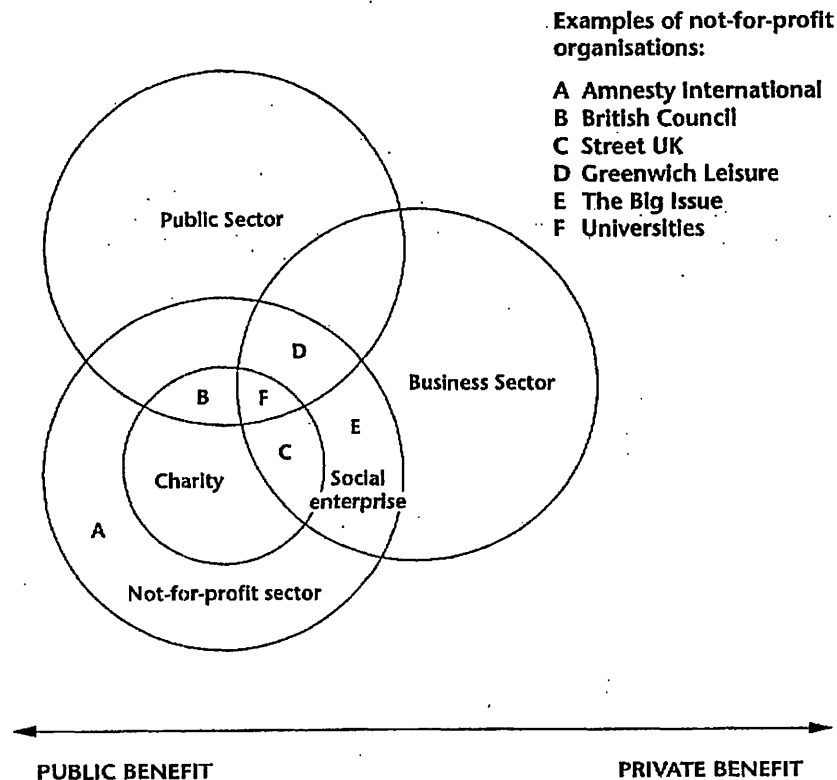 Examples of not-for-profit
organisations:
A Amnesty International
B British Council
C Street UK
D Greenwich Leisure
E The Big Issue
F Universities
Public Sector
D
Business Sector
B
F
E
C
Charity
Social
enterprise
A
Not-for-profit sector
PUBLIC BENEFIT
PRIVATE BENEFIT